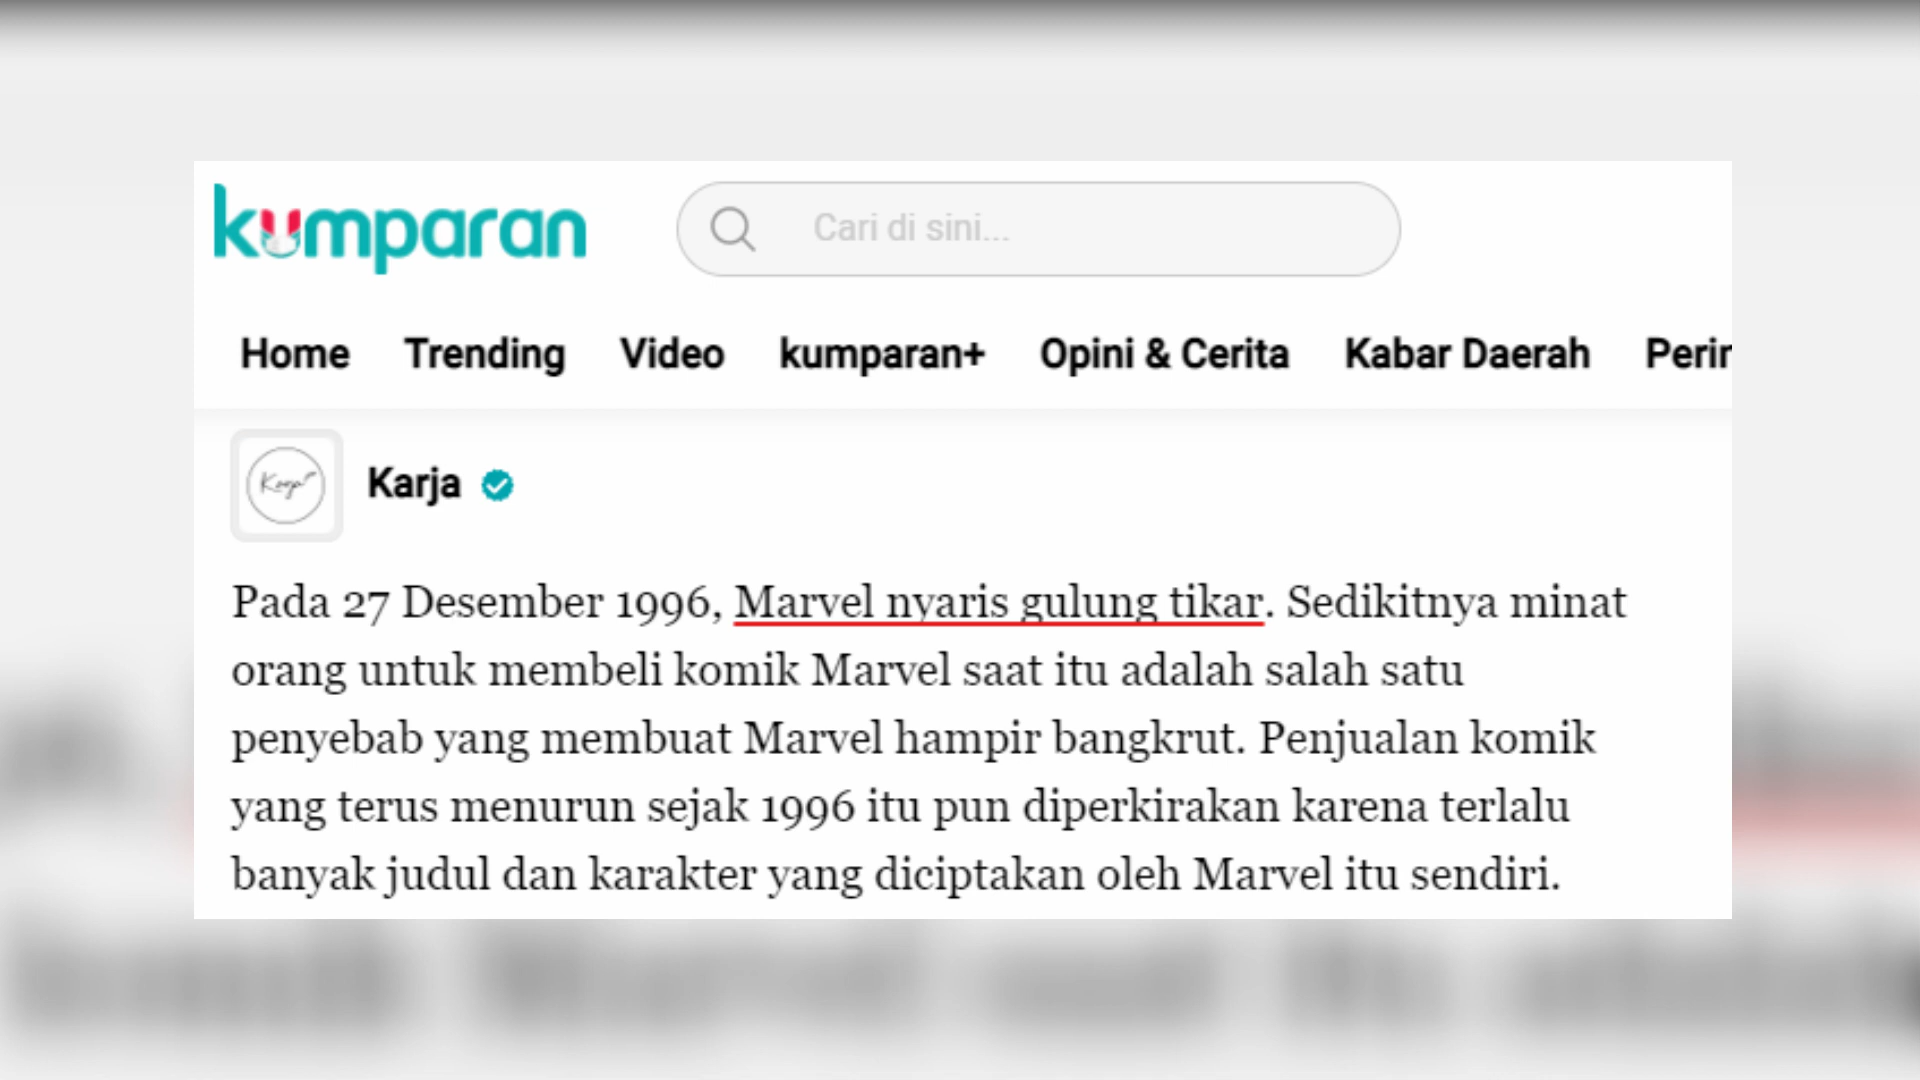 kumparan
Cari di sini...
Home Trending Video kumparan+ Opini & Cerita Kabar Daerah
Karja
Karja
Pada 27 Desember 1996, Marvel nyaris gulung tikar. Sedikitnya minat
orang untuk membeli komik Marvel saat itu adalah salah satu
penyebab yang membuat Marvel hampir bangkrut. Penjualan komik
yang terus menurun sejak 1996 itu pun diperkirakan karena terlalu
banyak judul dan karakter yang diciptakan oleh Marvel itu sendiri.